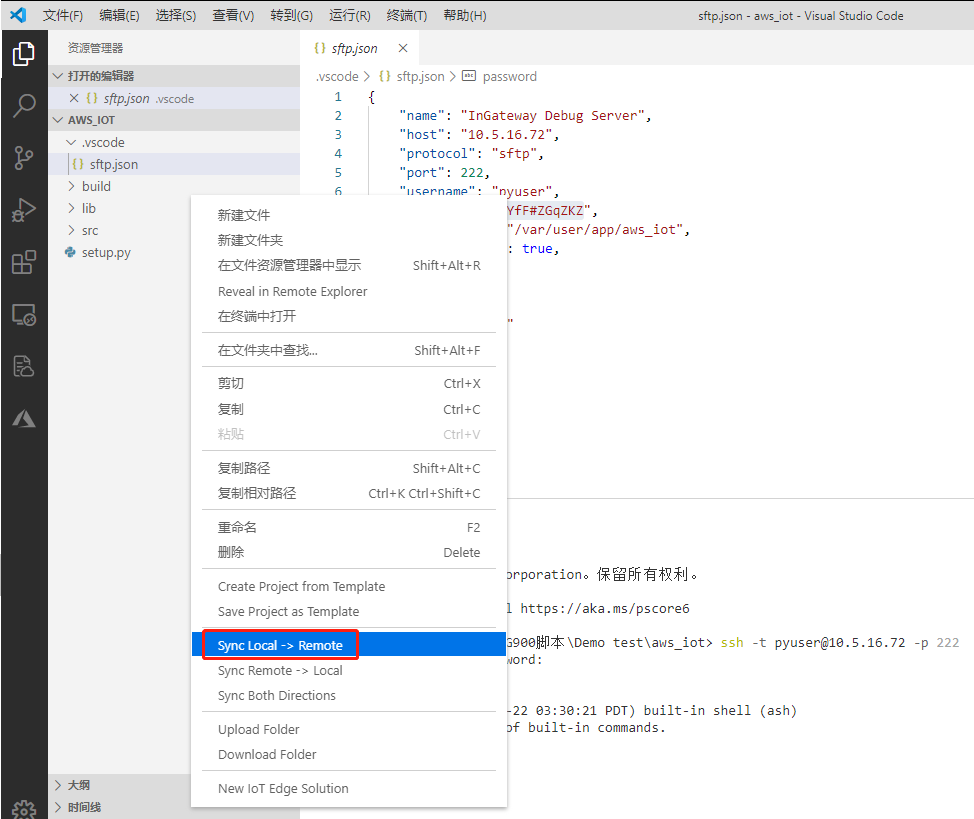 文件(F) 编辑(E) 选择(S) 查看(V) 转到(G) 运行(R) 终端(T) 帮助(H) sftp.json - aws_iot - Visual Studio Code
资源管理器
打开的编辑器
sftp.json .vscode
AWS_IOT
.vscode
{} sftp.json
build
lib
src
setup.py
大纲
时间线
{} sftp.json
.vscode > {} sftp.json > password
1 {
2 "name": "InGateway Debug Server",
3 "host": "10.5.16.72",
4 "protocol": "sftp",
5 "port": 222,
6 "username": "pyuser",
YfF#ZGqZKZ",
"/var/user/app/aws_iot",
: true,
"
新建文件
新建文件夹
在文件资源管理器中显示 Shift+Alt+R
Reveal in Remote Explorer
在终端中打开
在文件夹中查找... Shift+Alt+F
剪切 Ctrl+X
复制 Ctrl+C
粘贴 Ctrl+V
复制路径 Shift+Alt+C
复制相对路径 Ctrl+K Ctrl+Shift+C
重命名 F2
删除 Delete
Create Project from Template
Save Project as Template
Sync Local -> Remote
Sync Remote -> Local
Sync Both Directions
Upload Folder
Download Folder
New IoT Edge Solution
orporation。保留所有权利。
https://aka.ms/pscore6
G900脚本\Demo test\aws_iot> ssh -t pyuser@10.5.16.72 -p 222
word:
-22 03:30:21 PDT) built-in shell (ash)
of built-in commands.